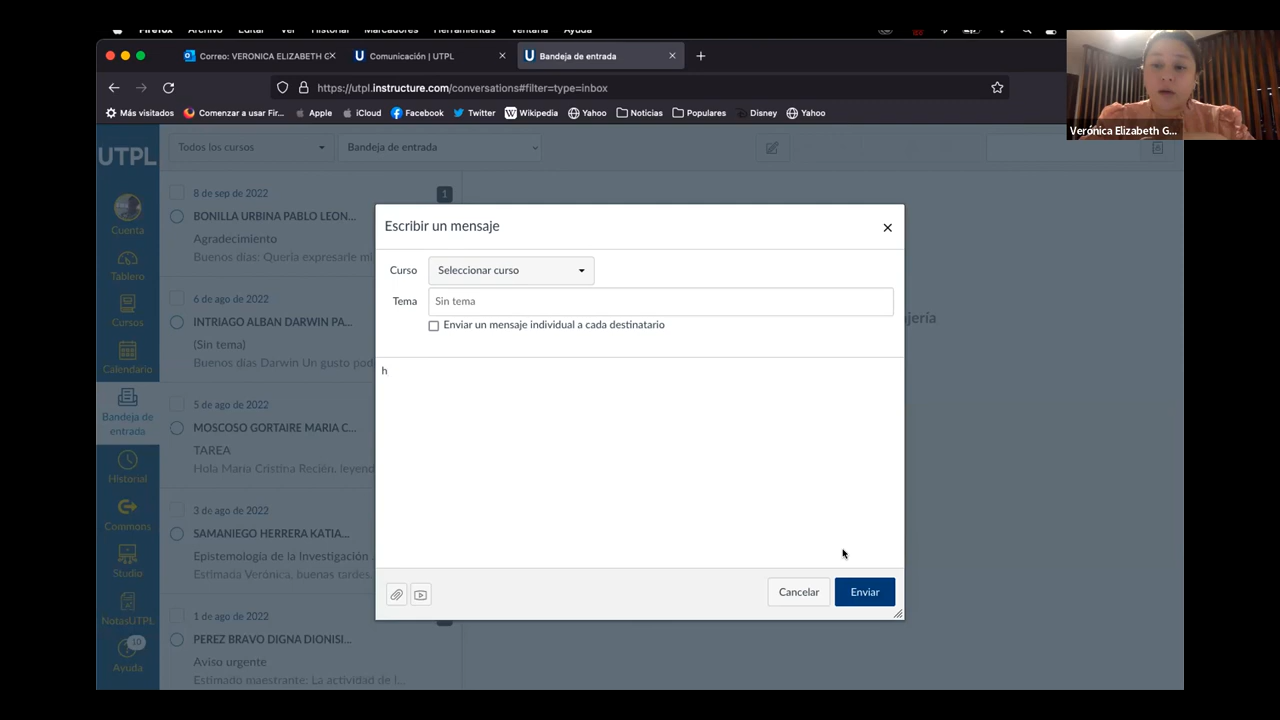 Firefox Archivo Editar Ver Historial Marcadores Herramientas Ventana Ayuda
Correo: VERONICA ELIZABETH G
Comunicación | UTPL
Bandeja de entrada
https://utpl.instructure.com/conversations#filter=type=inbox
Más visitados
Comenzar a usar Fir...
Apple
iCloud
Facebook
Twitter
Wikipedia
Yahoo
Noticias
Populares
Disney
Yahoo
Verónica Elizabeth G...
UTPL
Cuenta
Tablero
Cursos
Calendario
Bandeja de
entrada
Historial
Commons
Studio
NotasUTPL
10
Ayuda
Todos los cursos
Bandeja de entrada
8 de sep de 2022
1
BONILLA URBINA PABLO LEON...
Agradecimiento
Buenos días: Quería expresarle mi
6 de ago de 2022
INTRIAGO ALBAN DARWIN PA...
(Sin tema)
Buenos días Darwin Un gusto pod
5 de ago de 2022
MOSCOSO GORTAIRE MARIA C...
TAREA
Hola María Cristina Recién, leyendo
3 de ago de 2022
SAMANIEGO HERRERA KATIA...
Epistemología de la Investigación
Estimada Verónica, buenas tardes.
1 de ago de 2022
PEREZ BRAVO DIGNA DIONISI...
Aviso urgente
Estimado maestrante: La actividad de l...
ajería
Escribir un mensaje
Curso
Seleccionar curso
Tema
Sin tema
Enviar un mensaje individual a cada destinatario
h
Cancelar
Enviar